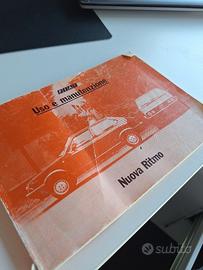 FIAT
Uso e manutenzione
Nuova Ritmo
subito